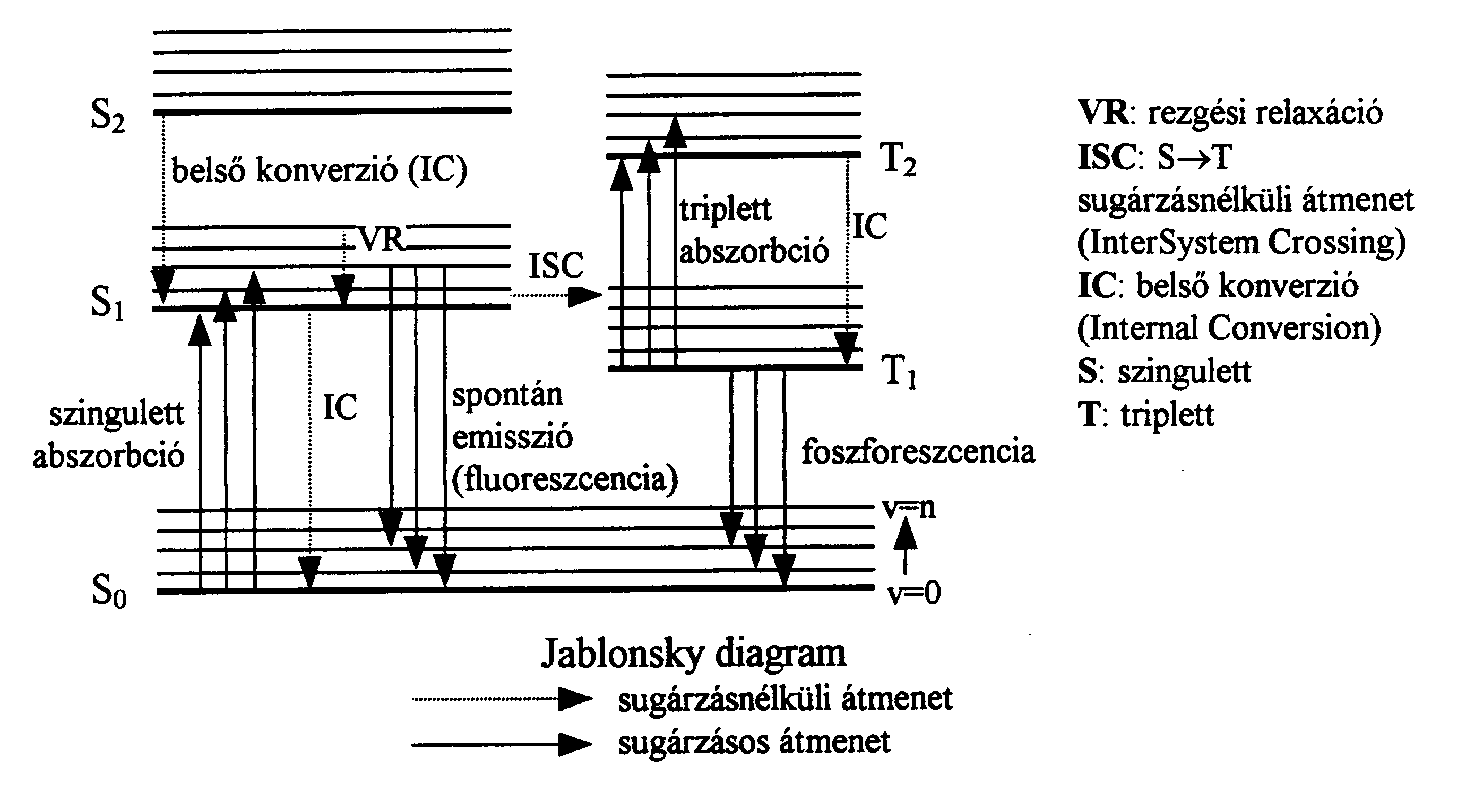 S2
belső konverzió (IC)
VR
S1
ISC
szingulett
abszorbció
IC
spontán
emisszió
(fluoreszcencia)
S0
T2
triplett
abszorbció
IC
T1
foszforeszcencia
v=n
v=0
VR: rezgési relaxáció
ISC: S→T
sugárzásnélküli átmenet
(InterSystem Crossing)
IC: belső konverzió
(Internal Conversion)
S: szingulett
T: triplett
Jablonsky diagram
sugárzásnélküli átmenet
sugárzásos átmenet